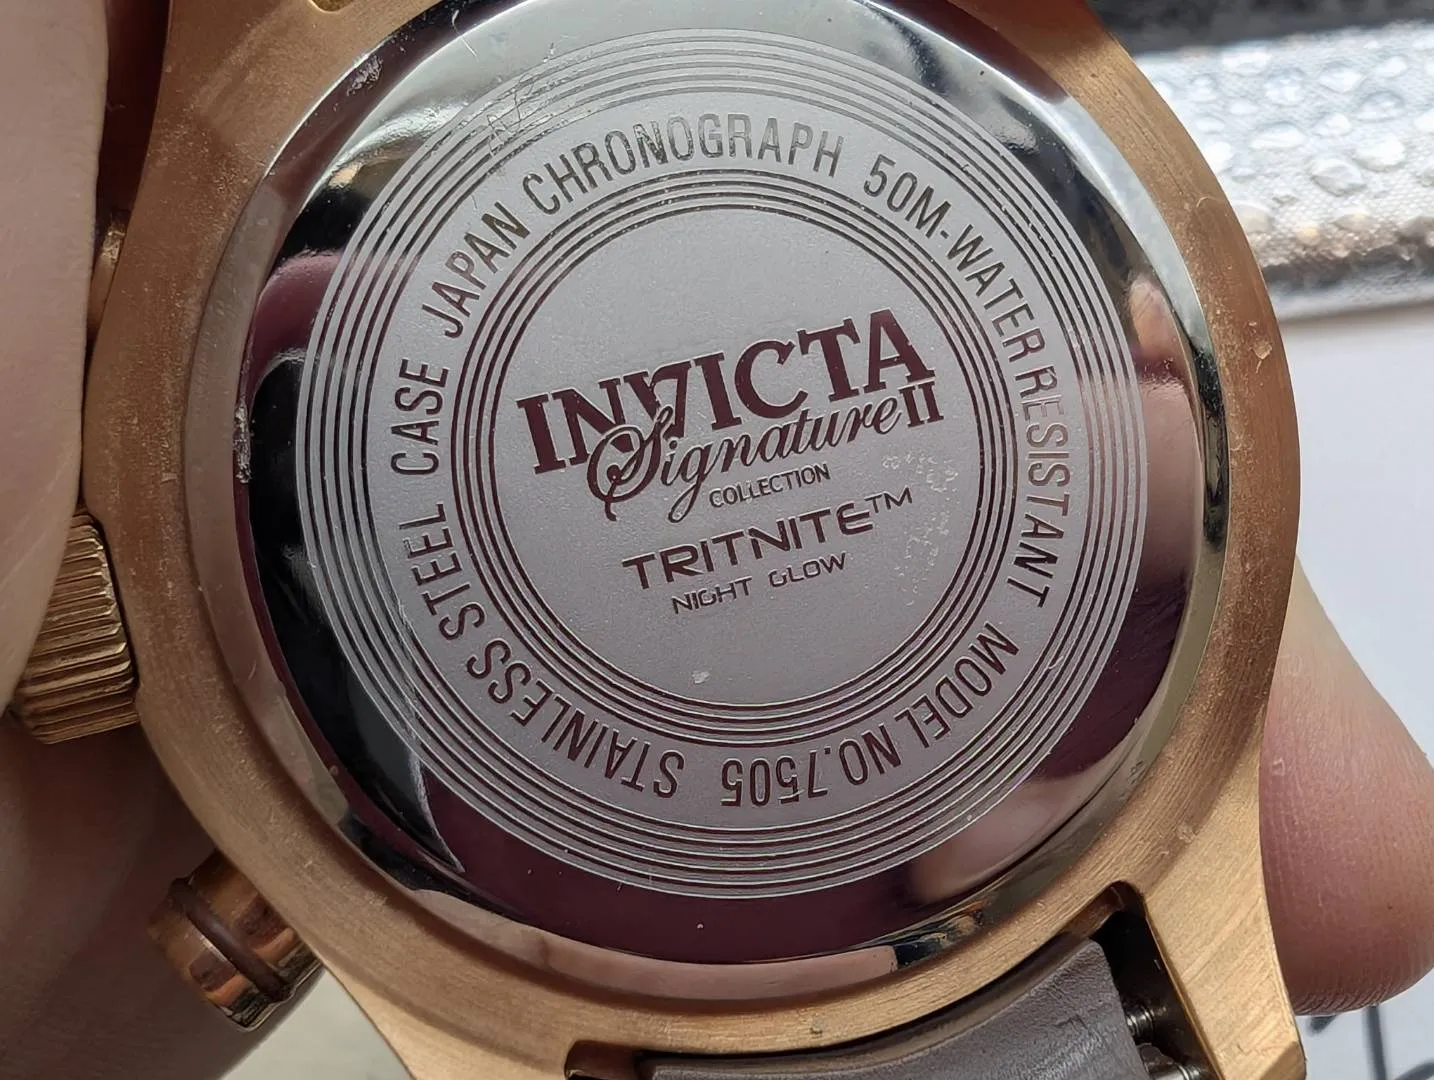 INVICTA
Signature II
COLLECTION
TRITNITE™
NIGHT GLOW
STAINLESS STEEL CASE JAPAN CHRONOGRAPH 50M-WATER RESISTANT MODEL NO.7505